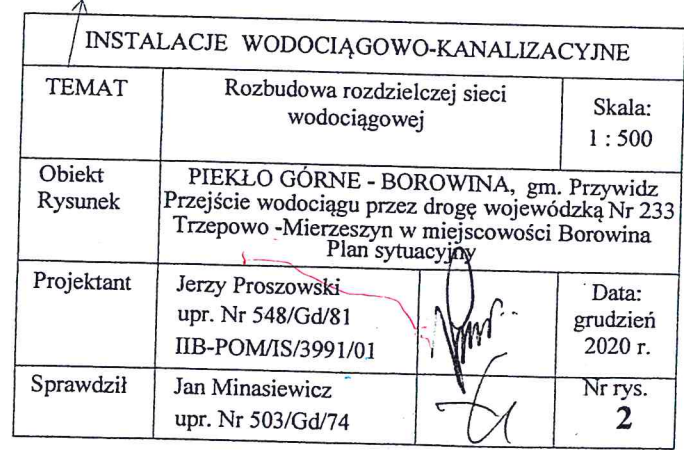 INSTALACJE WODOCIĄGOWO-KANALIZACYJNE
TEMAT
Rozbudowa rozdzielczej sieci
wodociągowej
Skala:
1 : 500
Obiekt
Rysunek
PIEKŁO GÓRNE - BOROWINA, gm. Przywidz
Przejście wodociągu przez drogę wojewódzką Nr 233
Trzepowo -Mierzeszyn w miejscowości Borowina
Plan sytuacyjny
Projektant
Jerzy Proszowski
upr. Nr 548/Gd/81
IIB-POM/IS/3991/01
Data:
grudzień
2020 r.
Sprawdził
Jan Minasiewicz
upr. Nr 503/Gd/74
Nr rys.
2